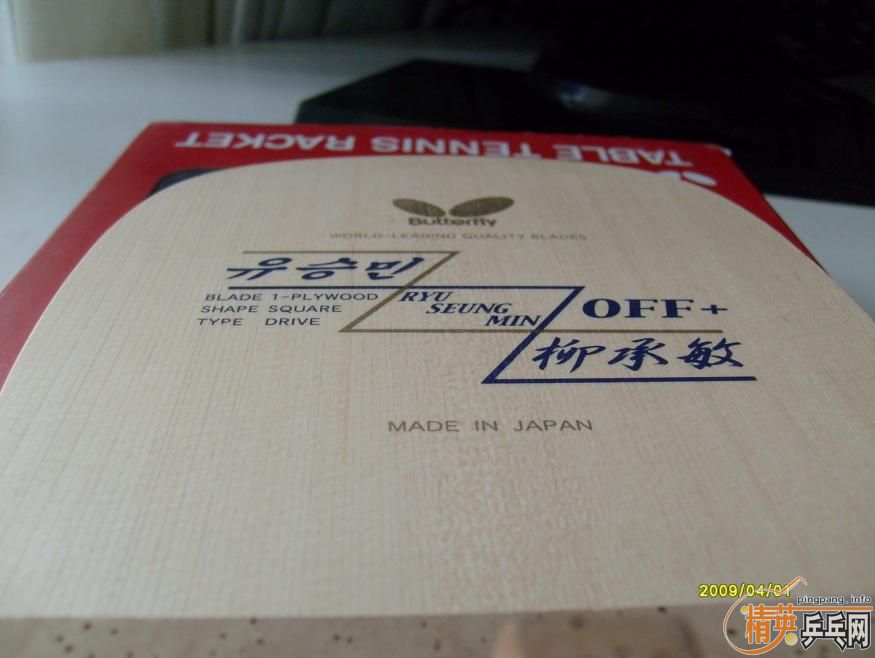 TABLE TENNIS RACKET
Butterfly
WORLD-LEADING QUALITY BLADES
유승민
BLADE 1-PLYWOOD
SHAPE SQUARE
TYPE DRIVE
RYU
SEUNG
MIN
OFF+
柳承敏
MADE IN JAPAN
2009/04/01
pingpang.info
精英乒乓网